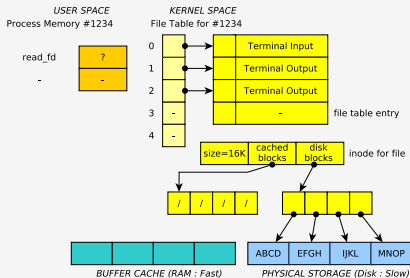 USER SPACE
KERNEL SPACE
Process Memory #1234
File Table for #1234
read_fd
?
-
-
0
Terminal Input
1
Terminal Output
2
Terminal Output
3
-
-
file table entry
4
-
size=16K
cached blocks
disk blocks
inode for file
/ / / /
ABCD
EFGH
IJKL
MNOP
BUFFER CACHE (RAM : Fast)
PHYSICAL STORAGE (Disk : Slow)